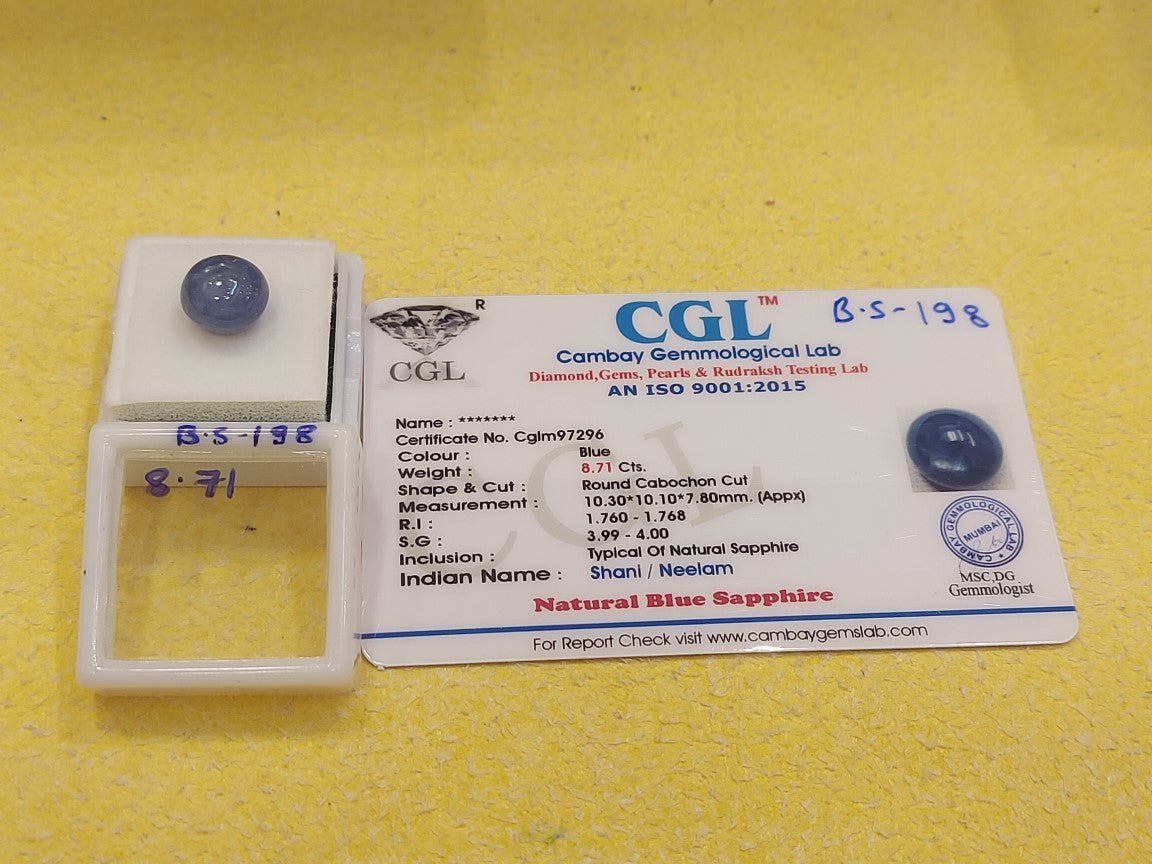 B.S-198
8.71
R
CGL
CGL™
B.S-198
Cambay Gemmological Lab
Diamond,Gems, Pearls & Rudraksh Testing Lab
AN ISO 9001:2015
Name : *******
Certificate No. Cglm97296
Colour : Blue
Weight : 8.71 Cts.
Shape & Cut : Round Cabochon Cut
Measurement : 10.30*10.10*7.80mm. (Appx)
R.I : 1.760 - 1.768
S.G : 3.99 - 4.00
Inclusion : Typical Of Natural Sapphire
Indian Name : Shani / Neelam
Natural Blue Sapphire
CGL
CAMBAY GEMMOLOGICAL LAB
MUMBAI
MSC,DG
Gemmologist
For Report Check visit www.cambaygemslab.com